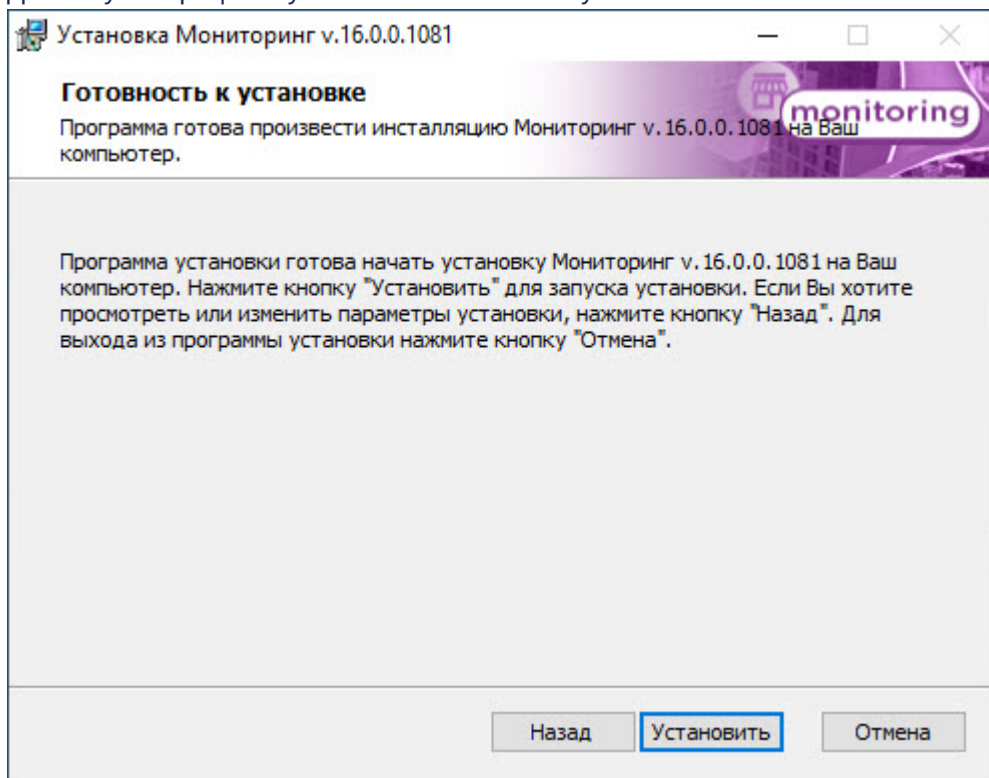 Установка Мониторинг v.16.0.0.1081
Готовность к установке
monitoring
Программа готова произвести инсталляцию Мониторинг v.16.0.0.1081 на Ваш
компьютер.
Программа установки готова начать установку Мониторинг v.16.0.0.1081 на Ваш
компьютер. Нажмите кнопку "Установить" для запуска установки. Если Вы хотите
просмотреть или изменить параметры установки, нажмите кнопку "Назад". Для
выхода из программы установки нажмите кнопку "Отмена".
Назад
Установить
Отмена